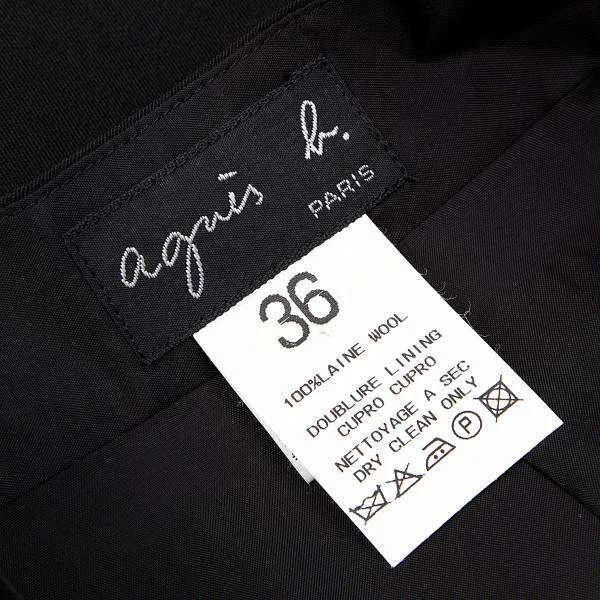 agnès b.
PARIS
36
100%LAINE WOOL
DOUBLURE LINING
CUPRO CUPRO
NETTOYAGE A SEC
DRY CLEAN ONLY
P